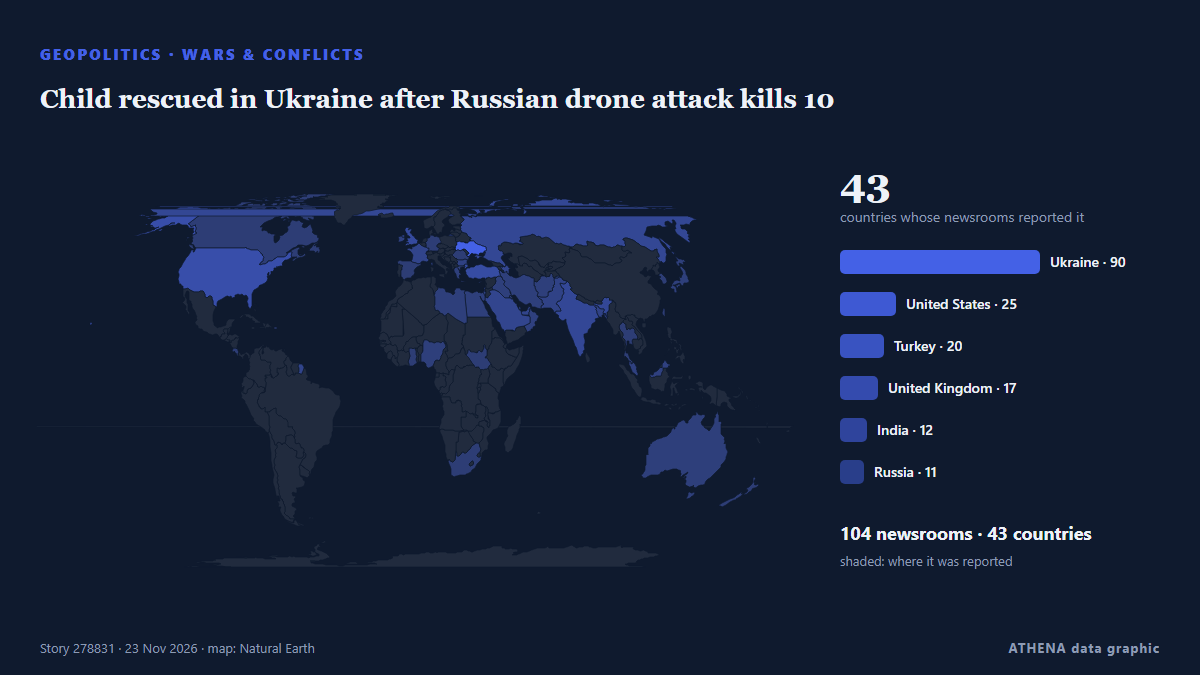 GEOPOLITICS · WARS & CONFLICTS
Child rescued in Ukraine after Russian drone attack kills 10
43
countries whose newsrooms reported it
Ukraine · 90
United States · 25
Turkey · 20
United Kingdom · 17
India · 12
Russia · 11
104 newsrooms · 43 countries
shaded: where it was reported
Story 278831 · 23 Nov 2026 · map: Natural Earth
ATHENA data graphic